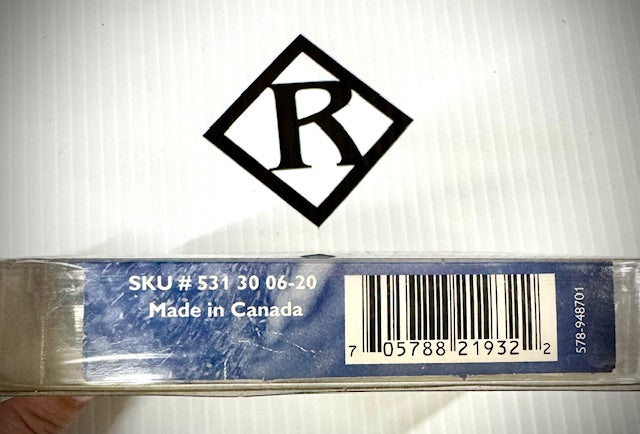 R
SKU # 531 30 06-20
Made in Canada
7 05788 21932 2
578-948701